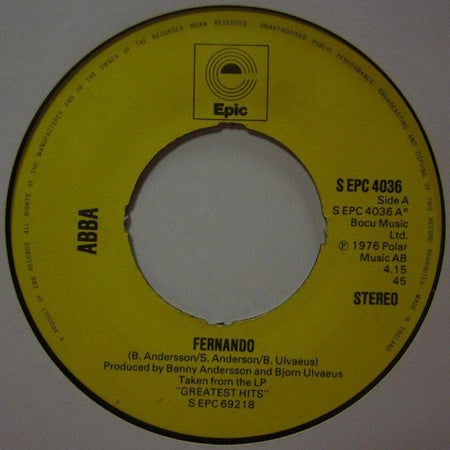 ALL RIGHTS OF THE MANUFACTURER AND OF THE OWNER OF THE RECORDED WORK RESERVED
UNAUTHORISED PUBLIC PERFORMANCE, BROADCASTING AND COPYING OF THIS RECORD PROHIBITED
MADE IN ENGLAND
A PRODUCT OF CBS RECORDS
Epic
ABBA
S EPC 4036
Side A
S EPC 4036 A°
Bocu Music
Ltd.
℗ 1976 Polar
Music AB
4.15
45
STEREO
FERNANDO
(B. Andersson/S. Anderson/B. Ulvaeus)
Produced by Benny Andersson and Bjorn Ulvaeus
Taken from the LP
"GREATEST HITS"
S EPC 69218